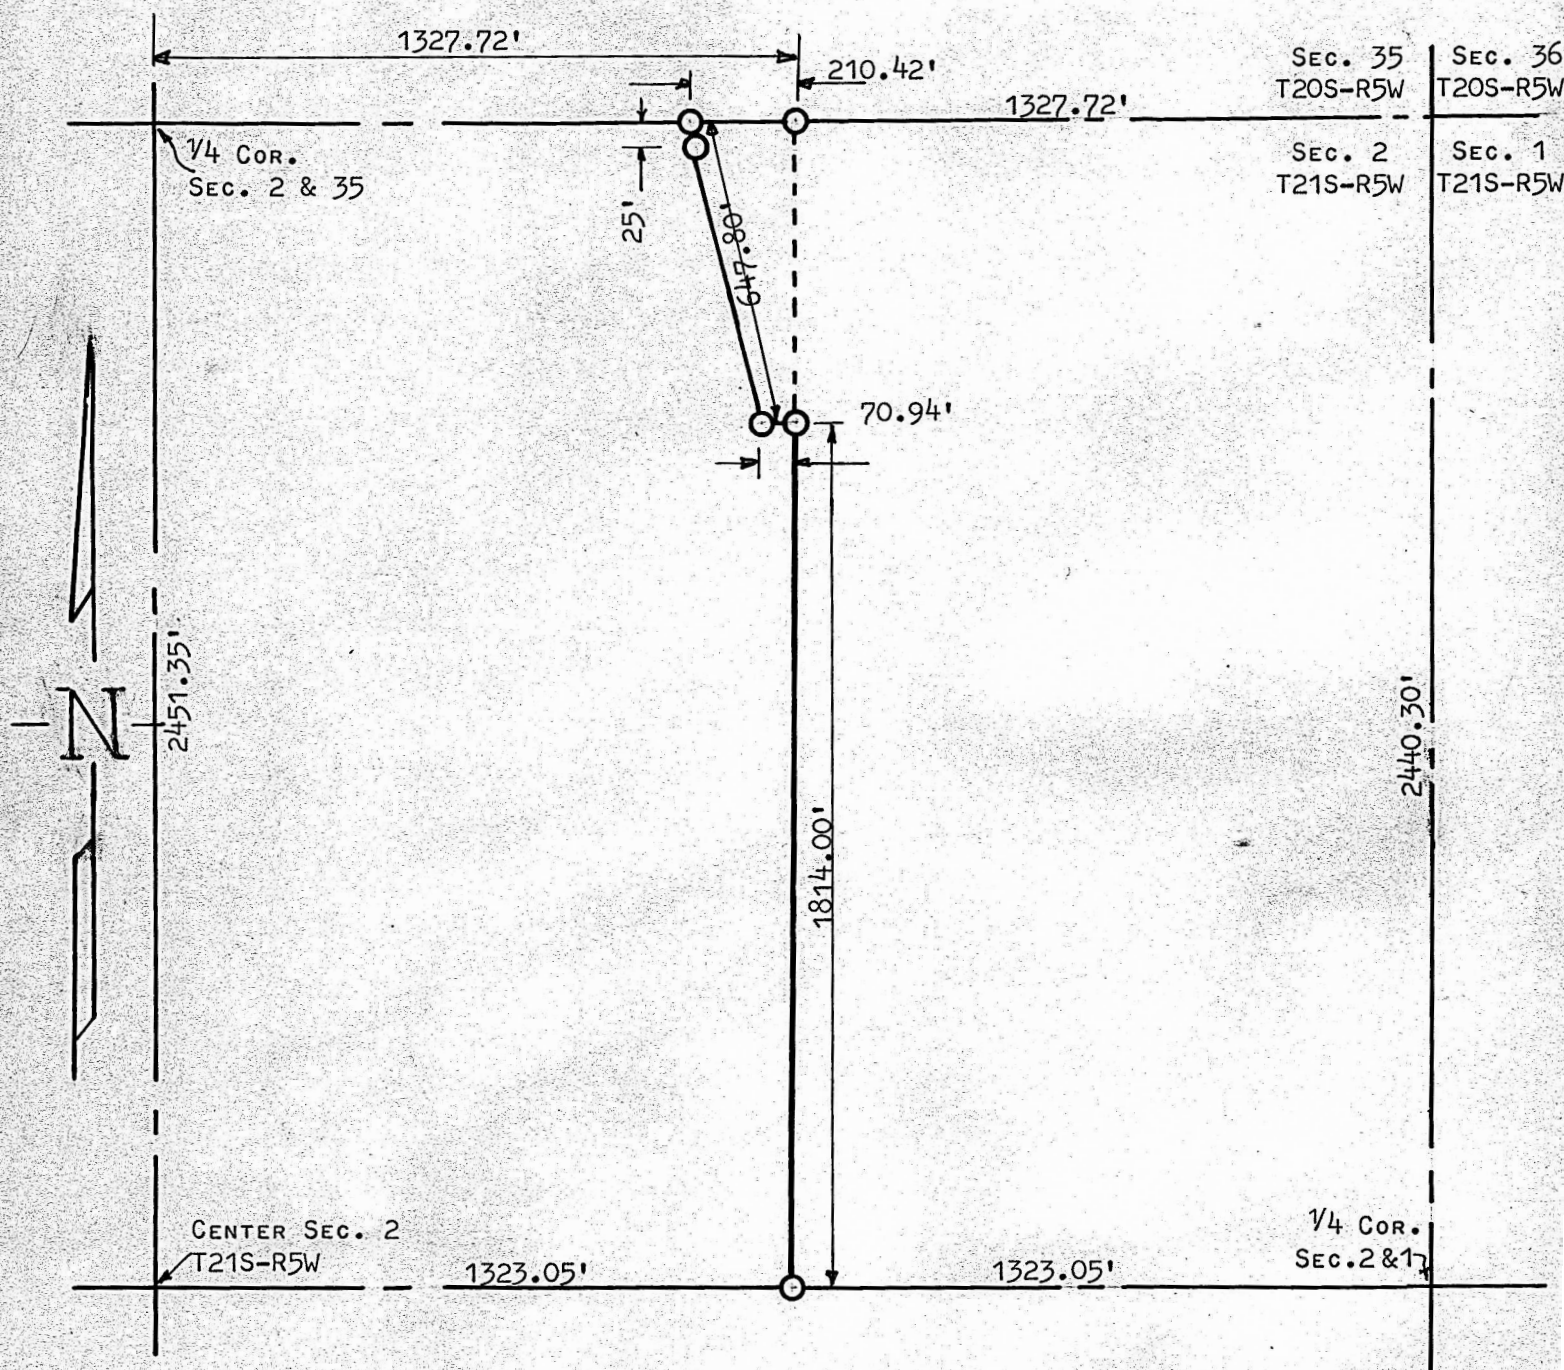 1327.72'
210.42'
1327.72'
SEC. 35
T20S-R5W
SEC. 36
T20S-R5W
1/4 COR.
SEC. 2 & 35
SEC. 2
T21S-R5W
SEC. 1
T21S-R5W
25'
647.80'
70.94'
N
2451.35'
2440.30'
1814.00'
CENTER SEC. 2
T21S-R5W
1323.05'
1323.05'
1/4 COR.
SEC.2&1